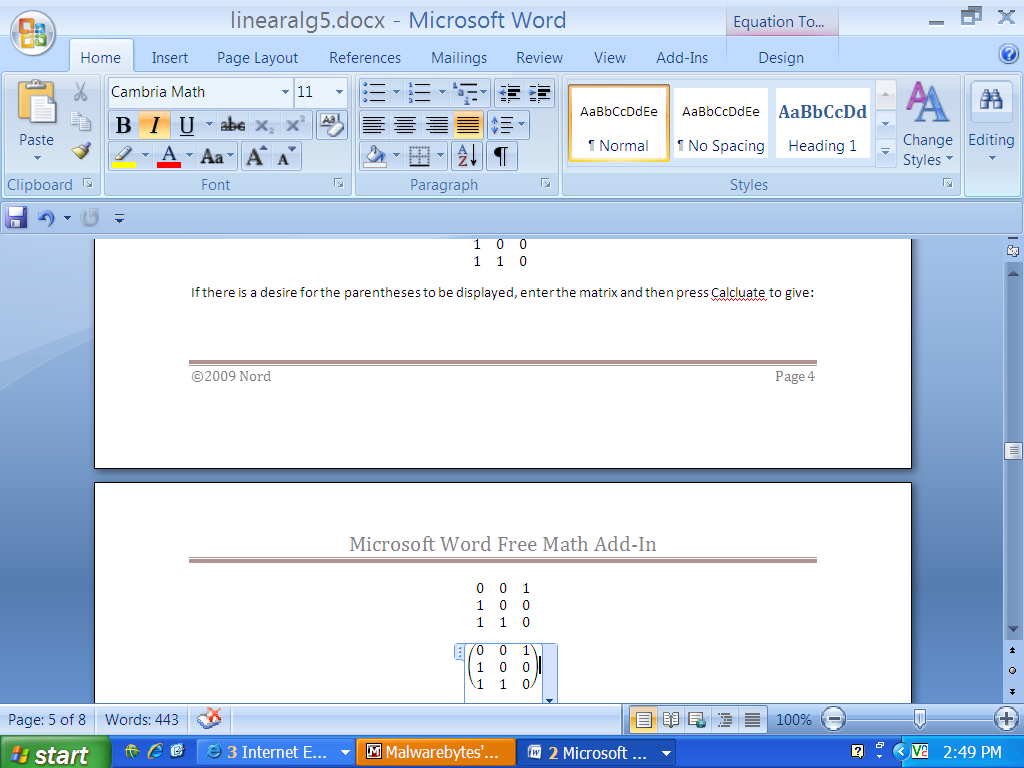 linearalg5.docx - Microsoft Word
Equation To...
Home Insert Page Layout References Mailings Review View Add-Ins Design
Paste
Clipboard
Cambria Math 11
B I U abe X₂ X² Aa
A Aa A A
Font
A Z ¶
Paragraph
AaBbCcDdEe AaBbCcDdEe AaBbCcDd
¶ Normal ¶ No Spacing Heading 1
Change Styles
Styles
Editing
1 0 0
1 1 0
If there is a desire for the parentheses to be displayed, enter the matrix and then press Calcluate to give:
©2009 Nord Page 4
Microsoft Word Free Math Add-In
0 0 1
1 0 0
1 1 0
0 0 1
1 0 0
1 1 0
Page: 5 of 8 Words: 443 100%
start 3 Internet E... Malwarebytes'... 2 Microsoft ... 2:49 PM